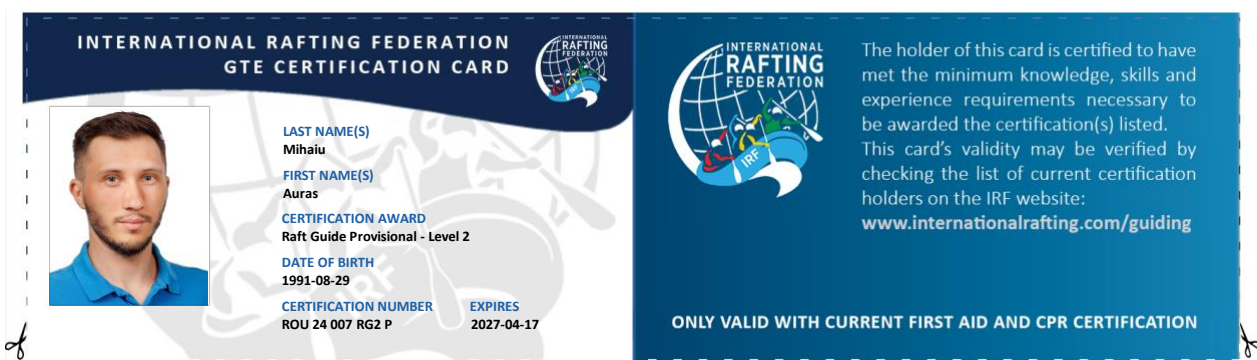 INTERNATIONAL RAFTING FEDERATION
GTE CERTIFICATION CARD
INTERNATIONAL
RAFTING
FEDERATION
IRF
LAST NAME(S)
Mihaiu
FIRST NAME(S)
Auras
CERTIFICATION AWARD
Raft Guide Provisional - Level 2
DATE OF BIRTH
1991-08-29
CERTIFICATION NUMBER EXPIRES
ROU 24 007 RG2 P 2027-04-17
IRF
INTERNATIONAL
RAFTING
FEDERATION
IRF
The holder of this card is certified to have
met the minimum knowledge, skills and
experience requirements necessary to
be awarded the certification(s) listed.
This card's validity may be verified by
checking the list of current certification
holders on the IRF website:
www.internationalrafting.com/guiding
ONLY VALID WITH CURRENT FIRST AID AND CPR CERTIFICATION